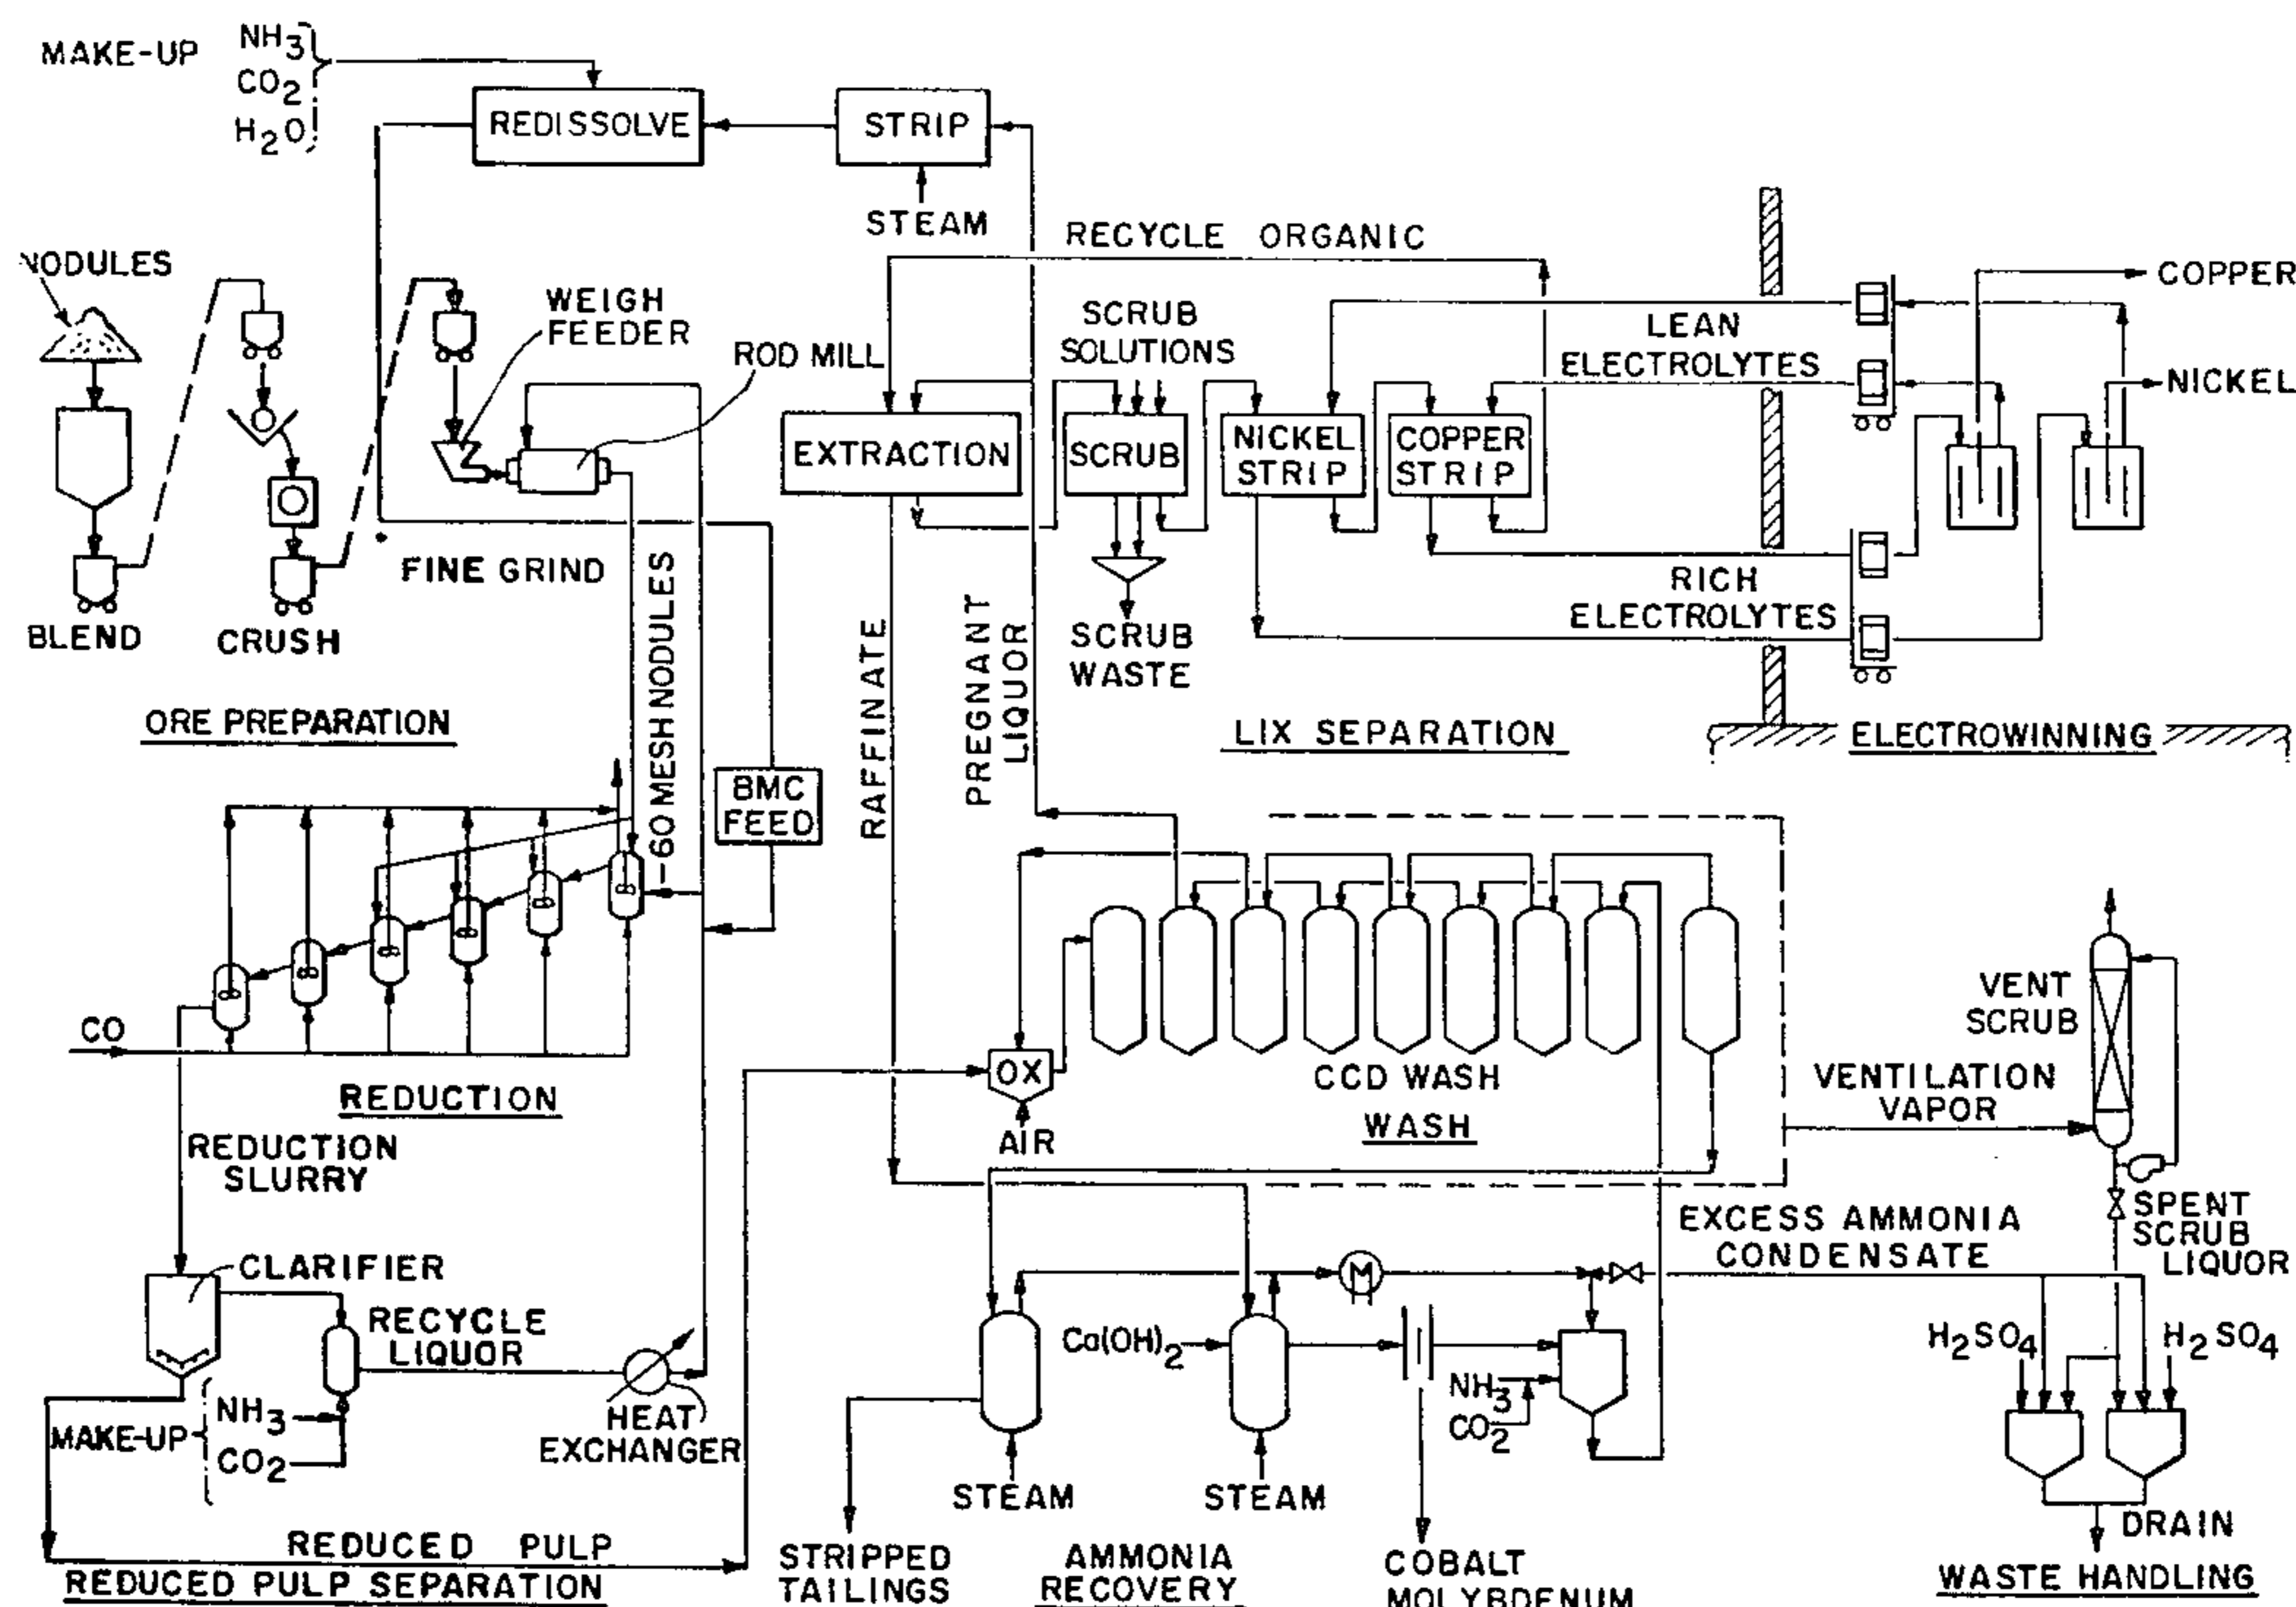 MAKE-UP
NH3
CO2
H2O
REDISSOLVE
STRIP
STEAM
RECYCLE ORGANIC
NODULES
WEIGH
FEEDER
ROD MILL
SCRUB
SOLUTIONS
LEAN
ELECTROLYTES
COPPER
NICKEL
EXTRACTION
SCRUB
NICKEL
STRIP
COPPER
STRIP
FINE GRIND
BLEND
CRUSH
-60 MESH NODULES
RAFFINATE
PREGNANT
LIQUOR
SCRUB
WASTE
RICH
ELECTROLYTES
ORE PREPARATION
LIX SEPARATION
ELECTROWINNING
BMC
FEED
CO
REDUCTION
OX
AIR
CCD WASH
WASH
VENT
SCRUB
VENTILATION
VAPOR
REDUCTION
SLURRY
CLARIFIER
RECYCLE
LIQUOR
MAKE-UP
NH3
CO2
HEAT
EXCHANGER
EXCESS AMMONIA
CONDENSATE
SPENT
SCRUB
LIQUOR
M
Ca(OH)2
NH3
CO2
H2SO4
H2SO4
STEAM
STEAM
REDUCED PULP
REDUCED PULP SEPARATION
STRIPPED
TAILINGS
AMMONIA
RECOVERY
COBALT
MOLYBDENUM
DRAIN
WASTE HANDLING